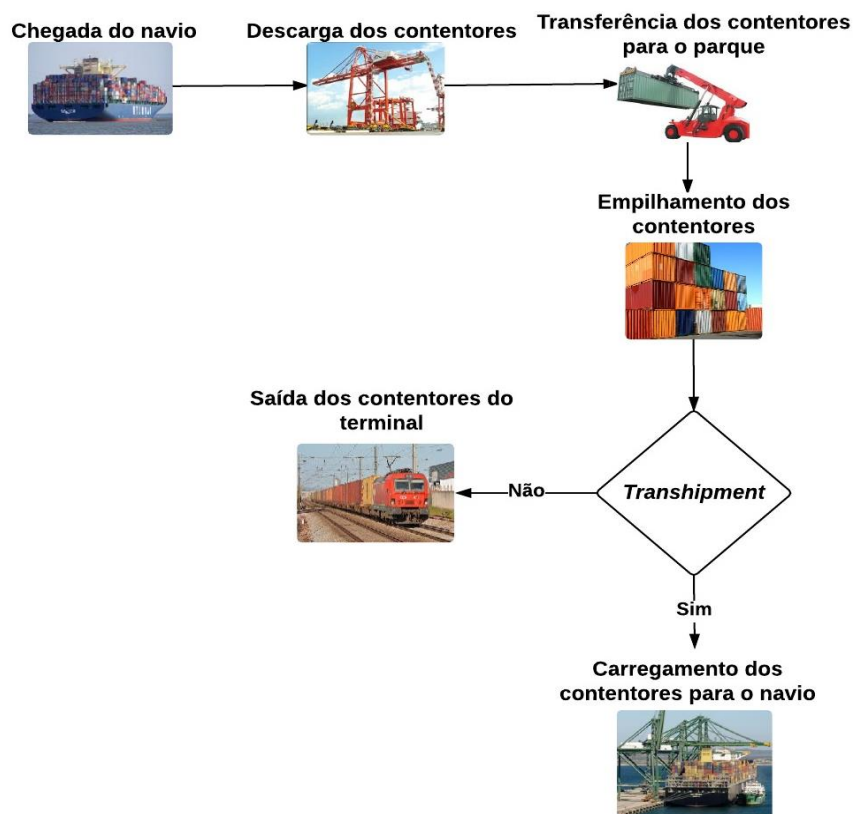 Chegada do navio
Descarga dos contentores
Transferência dos contentores
para o parque
Empilhamento dos
contentores
Transhipment
Não
Saída dos contentores do
terminal
Sim
Carregamento dos
contentores para o navio